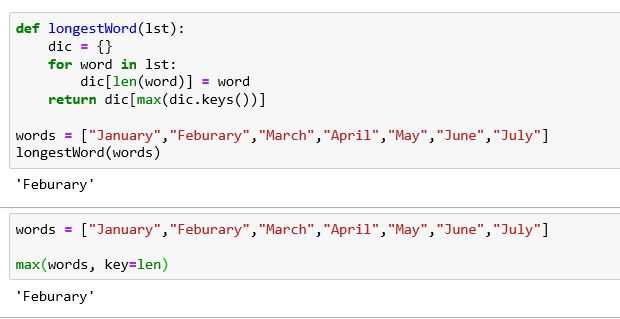 def longestWord(lst):
    dic = {}
    for word in lst:
        dic[len(word)] = word
    return dic[max(dic.keys())]
words = ["January","Feburary","March","April","May","June","July"]
longestWord(words)
'Feburary'
words = ["January","Feburary","March","April","May","June","July"]
max(words, key=len)
'Feburary'